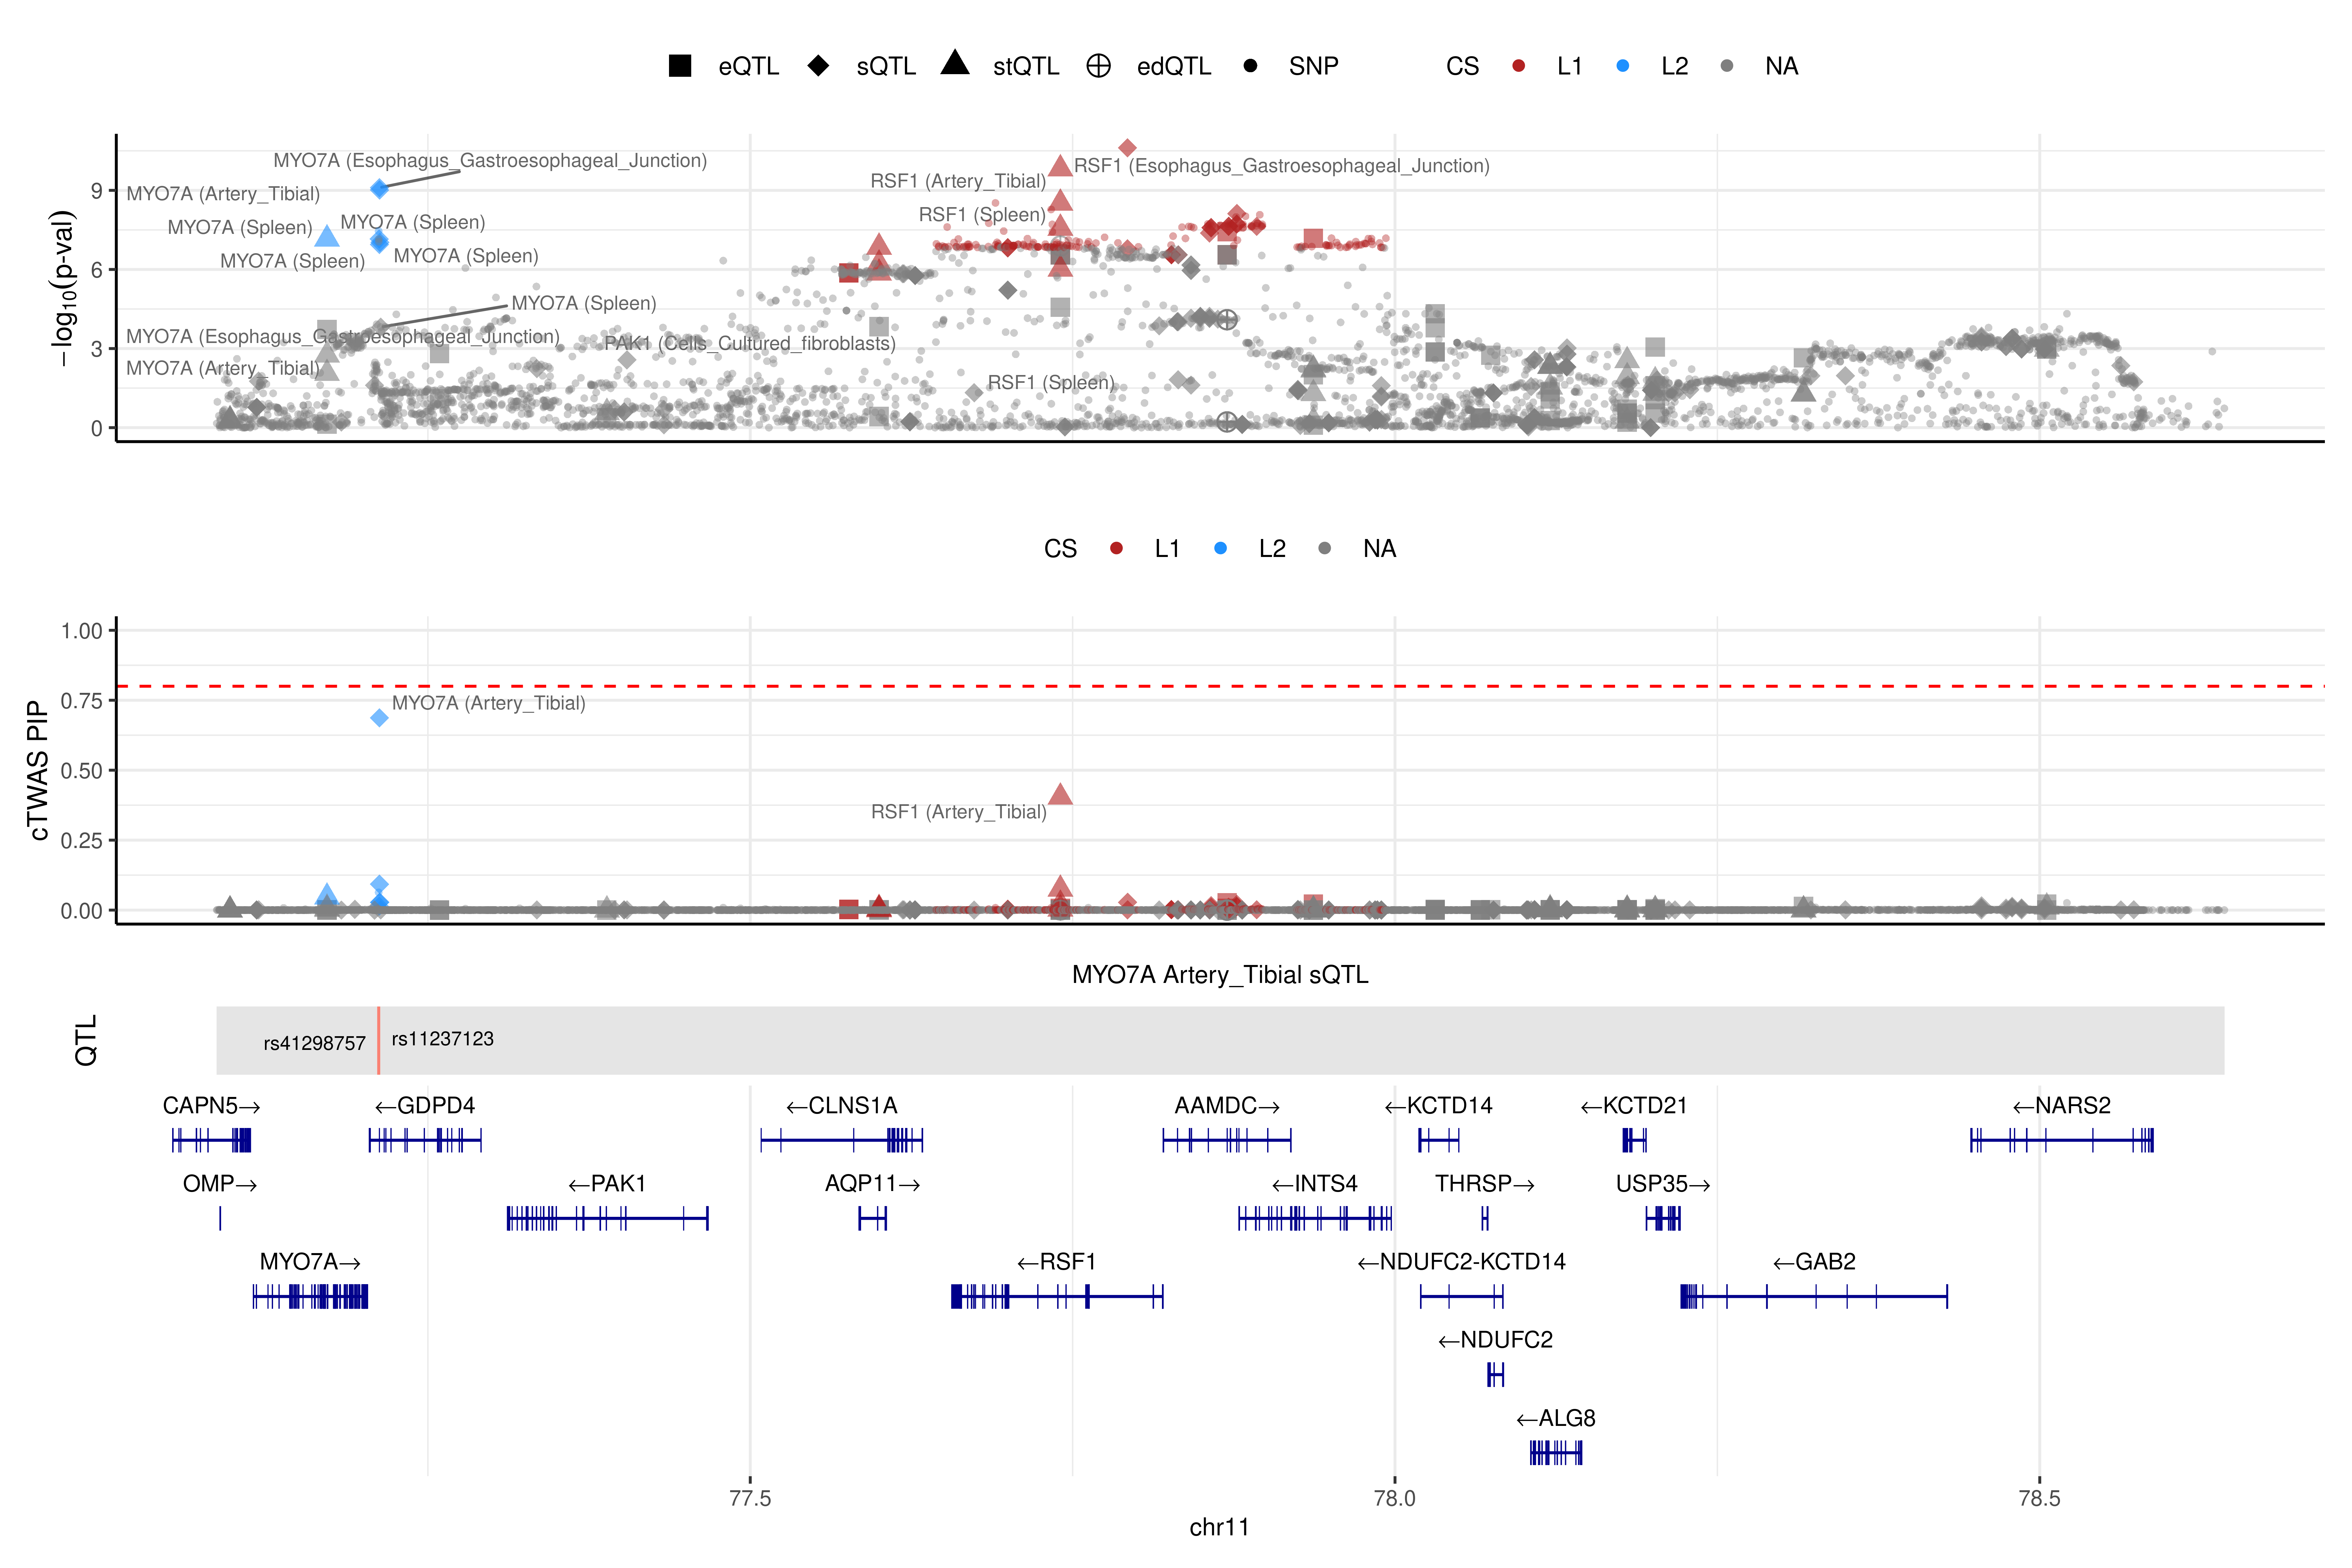 eQTL sQTL stQTL edQTL SNP CS L1 L2 NA
MYO7A (Esophagus_Gastroesophageal_Junction)
RSF1 (Esophagus_Gastroesophageal_Junction)
RSF1 (Artery_Tibial)
MYO7A (Artery_Tibial)
RSF1 (Spleen)
MYO7A (Spleen)
MYO7A (Spleen)
MYO7A (Spleen)
MYO7A (Spleen)
MYO7A (Spleen)
MYO7A (Esophagus_Gastroesophageal_Junction)
PAK1 (Cells_Cultured_fibroblasts)
MYO7A (Artery_Tibial)
RSF1 (Spleen)
9
6
3
0
−log10(p-val)
CS L1 L2 NA
1.00
0.75
0.50
0.25
0.00
cTWAS PIP
MYO7A (Artery_Tibial)
RSF1 (Artery_Tibial)
MYO7A Artery_Tibial sQTL
QTL
rs41298757 rs11237123
CAPN5→ ←GDPD4 ←CLNS1A AAMDC→ ←KCTD14 ←KCTD21 ←NARS2
OMP→ ←PAK1 AQP11→ ←INTS4 THRSP→ USP35→
MYO7A→ ←RSF1 ←NDUFC2-KCTD14 ←GAB2
←NDUFC2
←ALG8
77.5 78.0 78.5
chr11